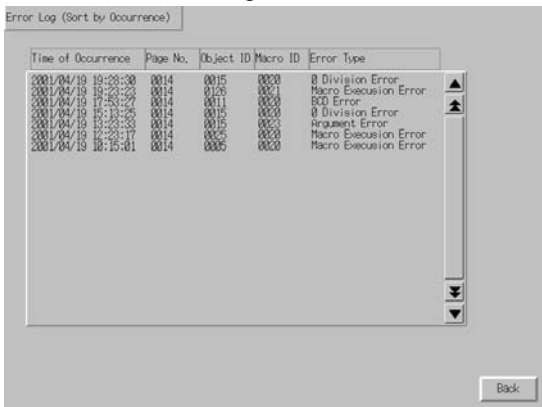 Error Log (Sort by Occurrence)
Time of Occurrence Page No. Object ID Macro ID Error Type
2001/04/19 19:28:30 0014 0015 0020 0 Division Error
2001/04/19 19:23:23 0014 0126 0021 Macro Execusion Error
2001/04/19 17:53:27 0014 0011 0020 BCD Error
2001/04/19 15:13:25 0014 0015 0020 0 Division Error
2001/04/19 13:23:33 0014 0015 0023 Argument Error
2001/04/19 12:23:17 0014 0025 0020 Macro Execusion Error
2001/04/19 10:15:01 0014 0005 0020 Macro Execusion Error
Back